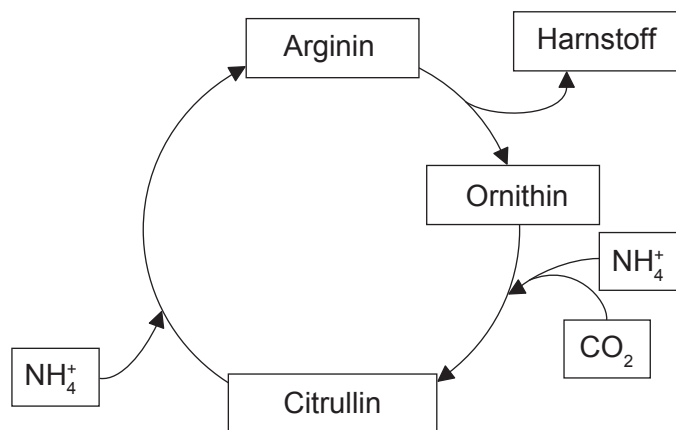 Arginin
Harnstoff
Ornithin
NH₄⁺
CO₂
NH₄⁺
Citrullin